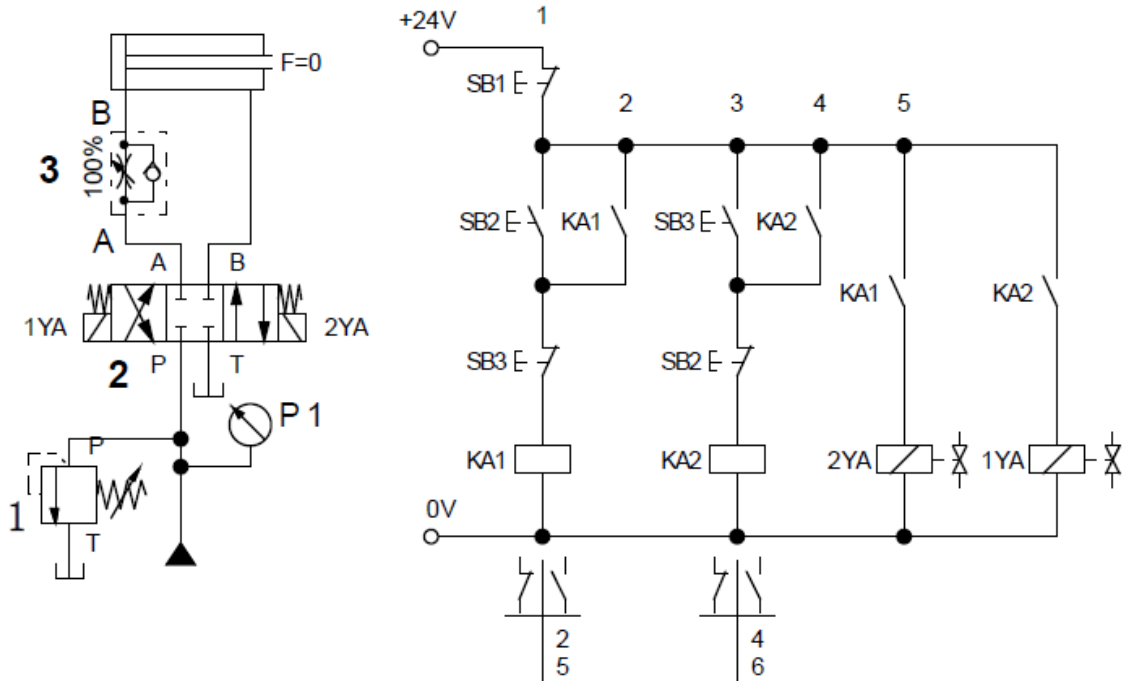 F=0
B
3
100%
A
A B
1YA 2YA
2 P T
P 1
P
1
T
+24V 1
SB1
2 3 4 5
SB2 KA1 SB3 KA2
KA1 KA2
SB3 SB2
KA1 KA2 2YA 1YA
0V
2 4
5 6